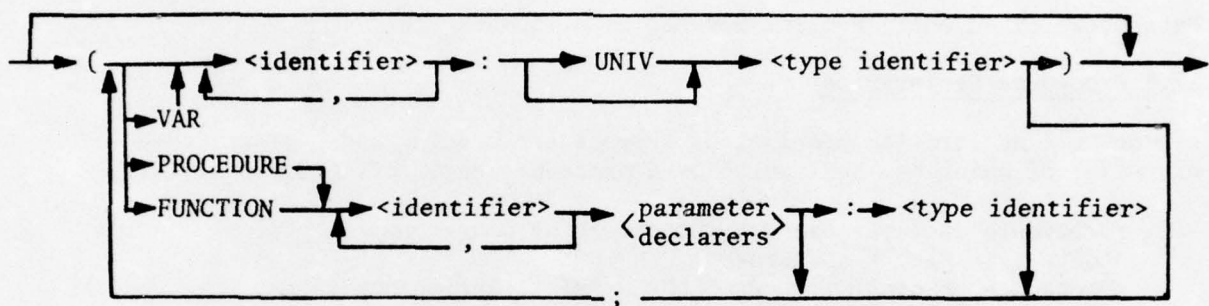 ( <identifier> : UNIV <type identifier> )
,
VAR
PROCEDURE
FUNCTION <identifier> <parameter declarers> : <type identifier>
,
;